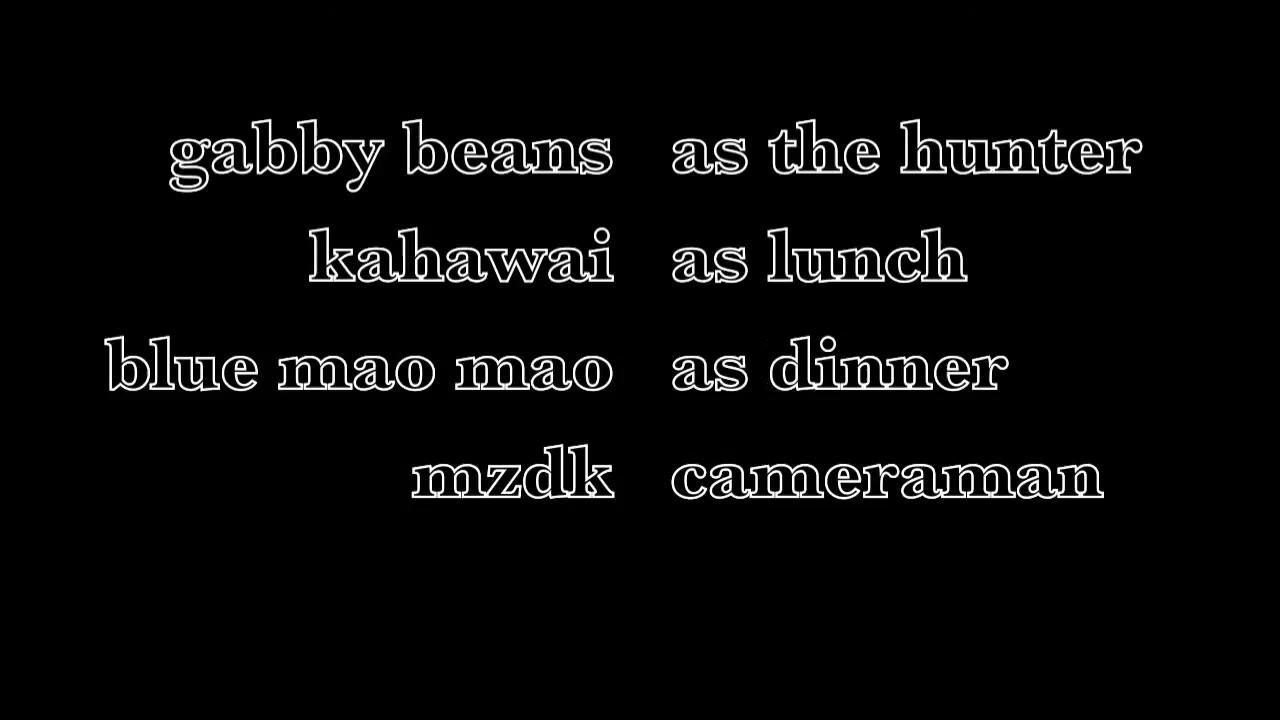 gabby beans as the hunter
kahawai as lunch
blue mao mao as dinner
mzdk cameraman